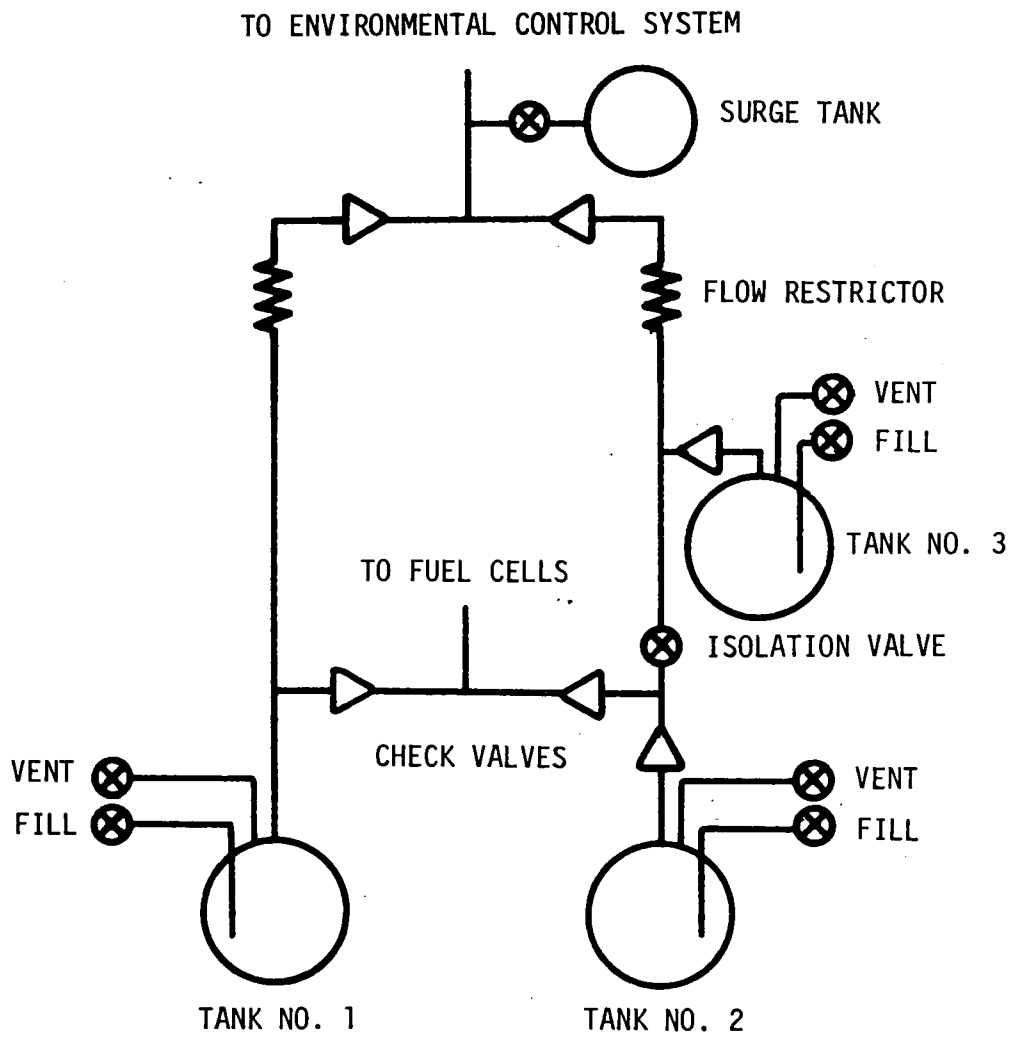 TO ENVIRONMENTAL CONTROL SYSTEM
SURGE TANK
FLOW RESTRICTOR
VENT
FILL
TANK NO. 3
TO FUEL CELLS
ISOLATION VALVE
CHECK VALVES
VENT
VENT
FILL
FILL
TANK NO. 1
TANK NO. 2